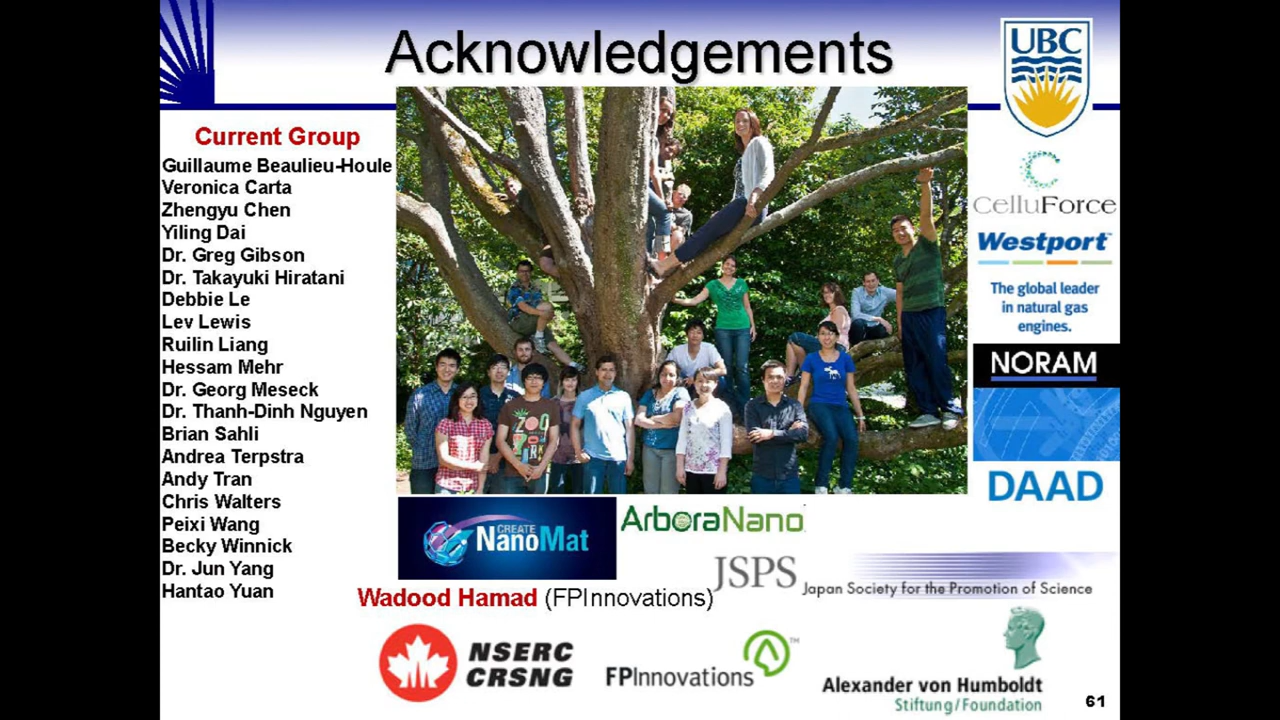 Acknowledgements
UBC
Current Group
Guillaume Beaulieu-Houle
Veronica Carta
Zhengyu Chen
Yiling Dai
Dr. Greg Gibson
Dr. Takayuki Hiratani
Debbie Le
Lev Lewis
Ruilin Liang
Hessam Mehr
Dr. Georg Meseck
Dr. Thanh-Dinh Nguyen
Brian Sahli
Andrea Terpstra
Andy Tran
Chris Walters
Peixi Wang
Becky Winnick
Dr. Jun Yang
Hantao Yuan
CelluForce
Westport™
The global leader
in natural gas
engines.
NORAM
DAAD
CREATE
NanoMat
ArboraNano
JSPS
Japan Society for the Promotion of Science
Wadood Hamad (FPInnovations)
NSERC
CRSNG
FPInnovations™
Alexander von Humboldt
Stiftung/Foundation
61